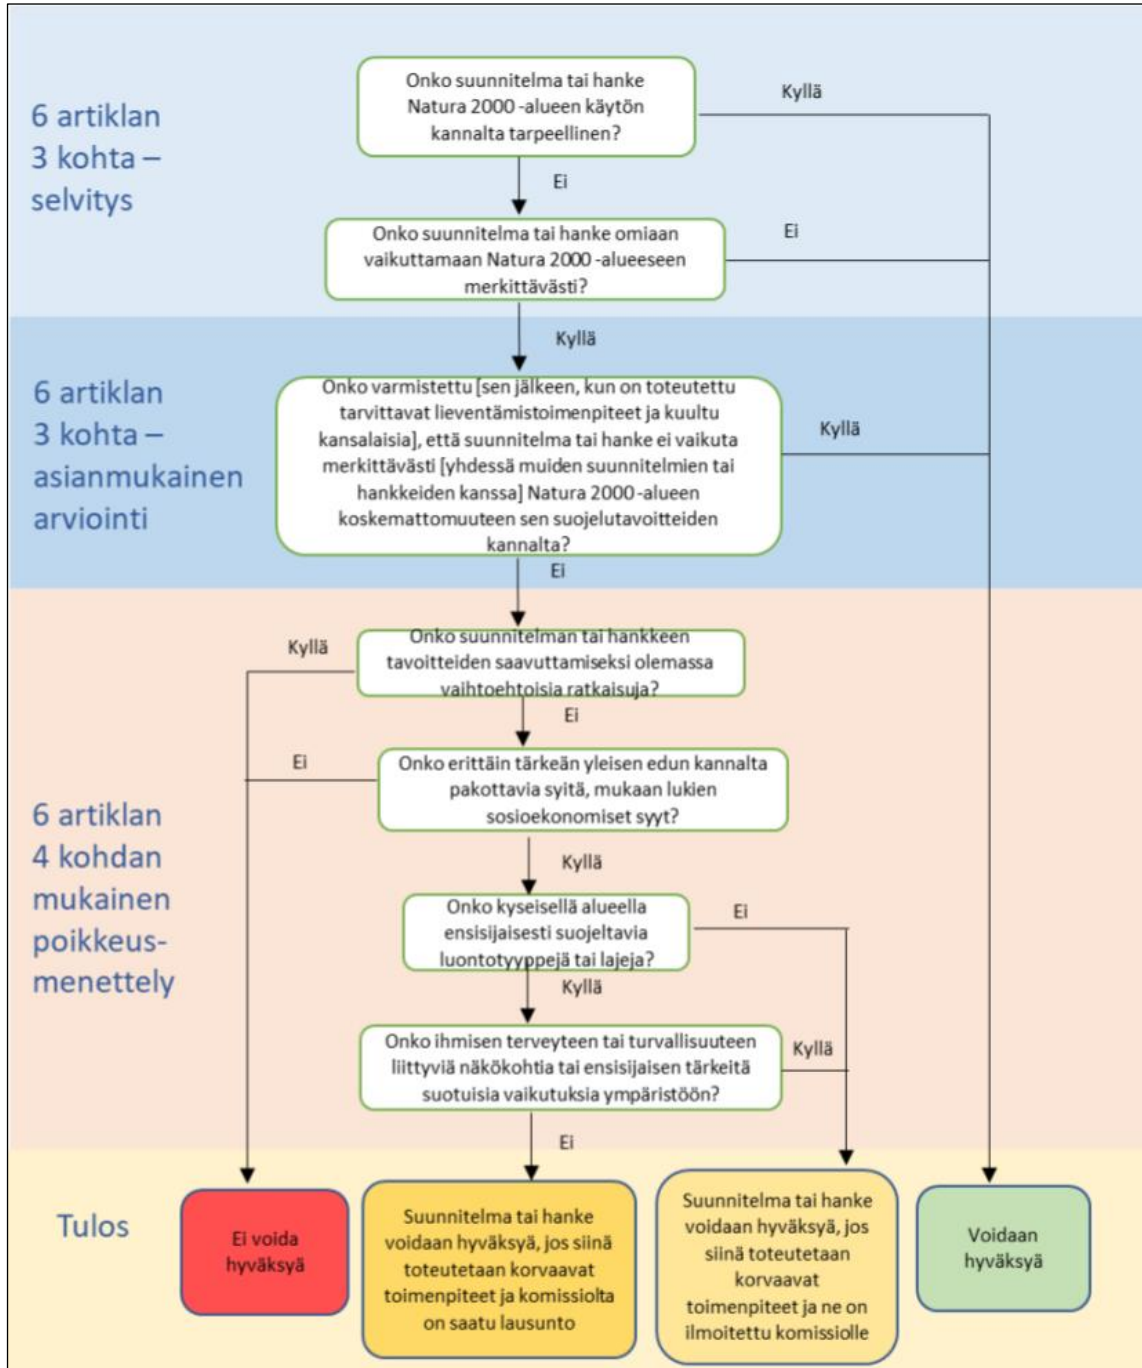 6 artiklan
3 kohta –
selvitys
Onko suunnitelma tai hanke
Natura 2000 -alueen käytön
kannalta tarpeellinen?
Kyllä
Ei
Onko suunnitelma tai hanke omiaan
vaikuttamaan Natura 2000 -alueeseen
merkittävästi?
Ei
Kyllä
6 artiklan
3 kohta –
asianmukainen
arviointi
Onko varmistettu [sen jälkeen, kun on toteutettu
tarvittavat lieventämistoimenpiteet ja kuultu
kansalaisia], että suunnitelma tai hanke ei vaikuta
merkittävästi [yhdessä muiden suunnitelmien tai
hankkeiden kanssa] Natura 2000 -alueen
koskemattomuuteen sen suojelutavoitteiden
kannalta?
Kyllä
Ei
6 artiklan
4 kohdan
mukainen
poikkeus-
menettely
Onko suunnitelman tai hankkeen
tavoitteiden saavuttamiseksi olemassa
vaihtoehtoisia ratkaisuja?
Kyllä
Ei
Onko erittäin tärkeän yleisen edun kannalta
pakottavia syitä, mukaan lukien
sosioekonomiset syyt?
Ei
Kyllä
Onko kyseisellä alueella
ensisijaisesti suojeltavia
luontotyyppejä tai lajeja?
Ei
Kyllä
Onko ihmisen terveyteen tai turvallisuuteen
liittyviä näkökohtia tai ensisijaisen tärkeitä
suotuisia vaikutuksia ympäristöön?
Kyllä
Ei
Tulos
Ei voida
hyväksyä
Suunnitelma tai hanke
voidaan hyväksyä, jos siinä
toteutetaan korvaavat
toimenpiteet ja komissiolta
on saatu lausunto
Suunnitelma tai hanke
voidaan hyväksyä, jos
siinä toteutetaan
korvaavat
toimenpiteet ja ne on
ilmoitettu komissiolle
Voidaan
hyväksyä